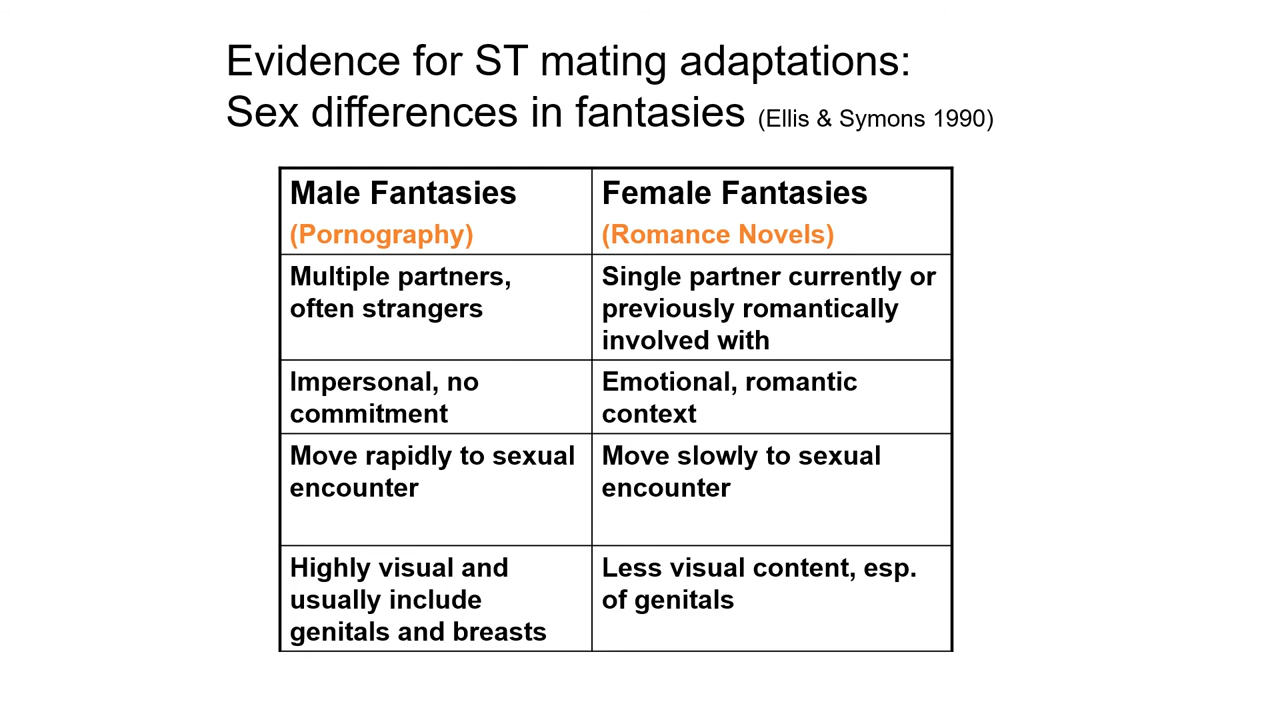 Evidence for ST mating adaptations:
Sex differences in fantasies (Ellis & Symons 1990)
Male Fantasies
(Pornography)
Female Fantasies
(Romance Novels)
Multiple partners,
often strangers
Single partner currently or
previously romantically
involved with
Impersonal, no
commitment
Emotional, romantic
context
Move rapidly to sexual
encounter
Move slowly to sexual
encounter
Highly visual and
usually include
genitals and breasts
Less visual content, esp.
of genitals